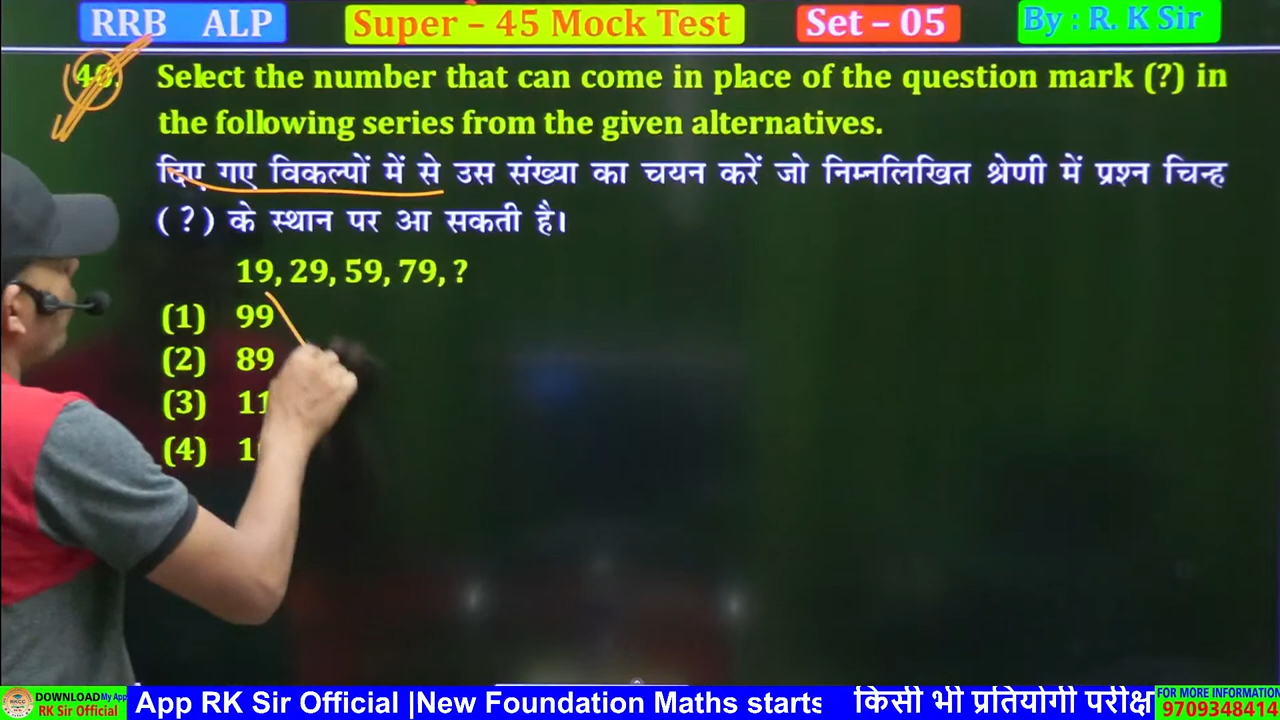 RRB ALP Super – 45 Mock Test Set – 05 By : R. K Sir
Select the number that can come in place of the question mark (?) in
the following series from the given alternatives.
दिए गए विकल्पों में से उस संख्या का चयन करें जो निम्नलिखित श्रेणी में प्रश्न चिन्ह
(?) के स्थान पर आ सकती है।
19, 29, 59, 79, ?
(1) 99
(2) 89
(3)
(4)
DOWNLOAD My App
RK Sir Official
App RK Sir Official |New Foundation Maths starts किसी भी प्रतियोगी परीक्ष
FOR MORE INFORMATION
9709348414